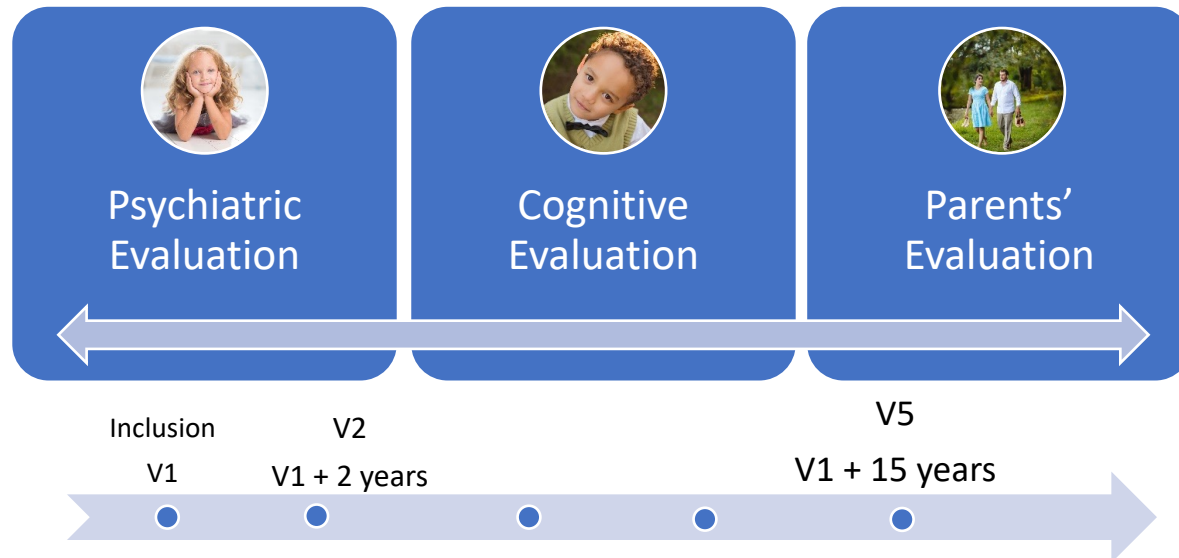 Psychiatric
Evaluation
Cognitive
Evaluation
Parents’
Evaluation
Inclusion
V1
V2
V1 + 2 years
V5
V1 + 15 years